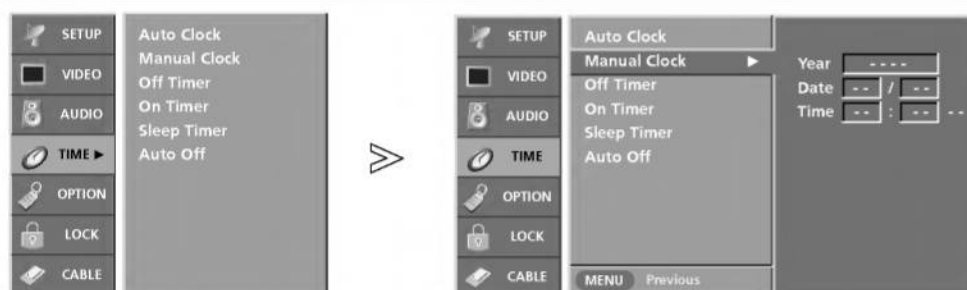 SETUP
VIDEO
AUDIO
TIME ►
OPTION
LOCK
CABLE
Auto Clock
Manual Clock
Off Timer
On Timer
Sleep Timer
Auto Off
>
SETUP
VIDEO
AUDIO
TIME
OPTION
LOCK
CABLE
Auto Clock
Manual Clock ►
Off Timer
On Timer
Sleep Timer
Auto Off
MENU Previous
Year - - - -
Date - - / - -
Time - - : - - - -